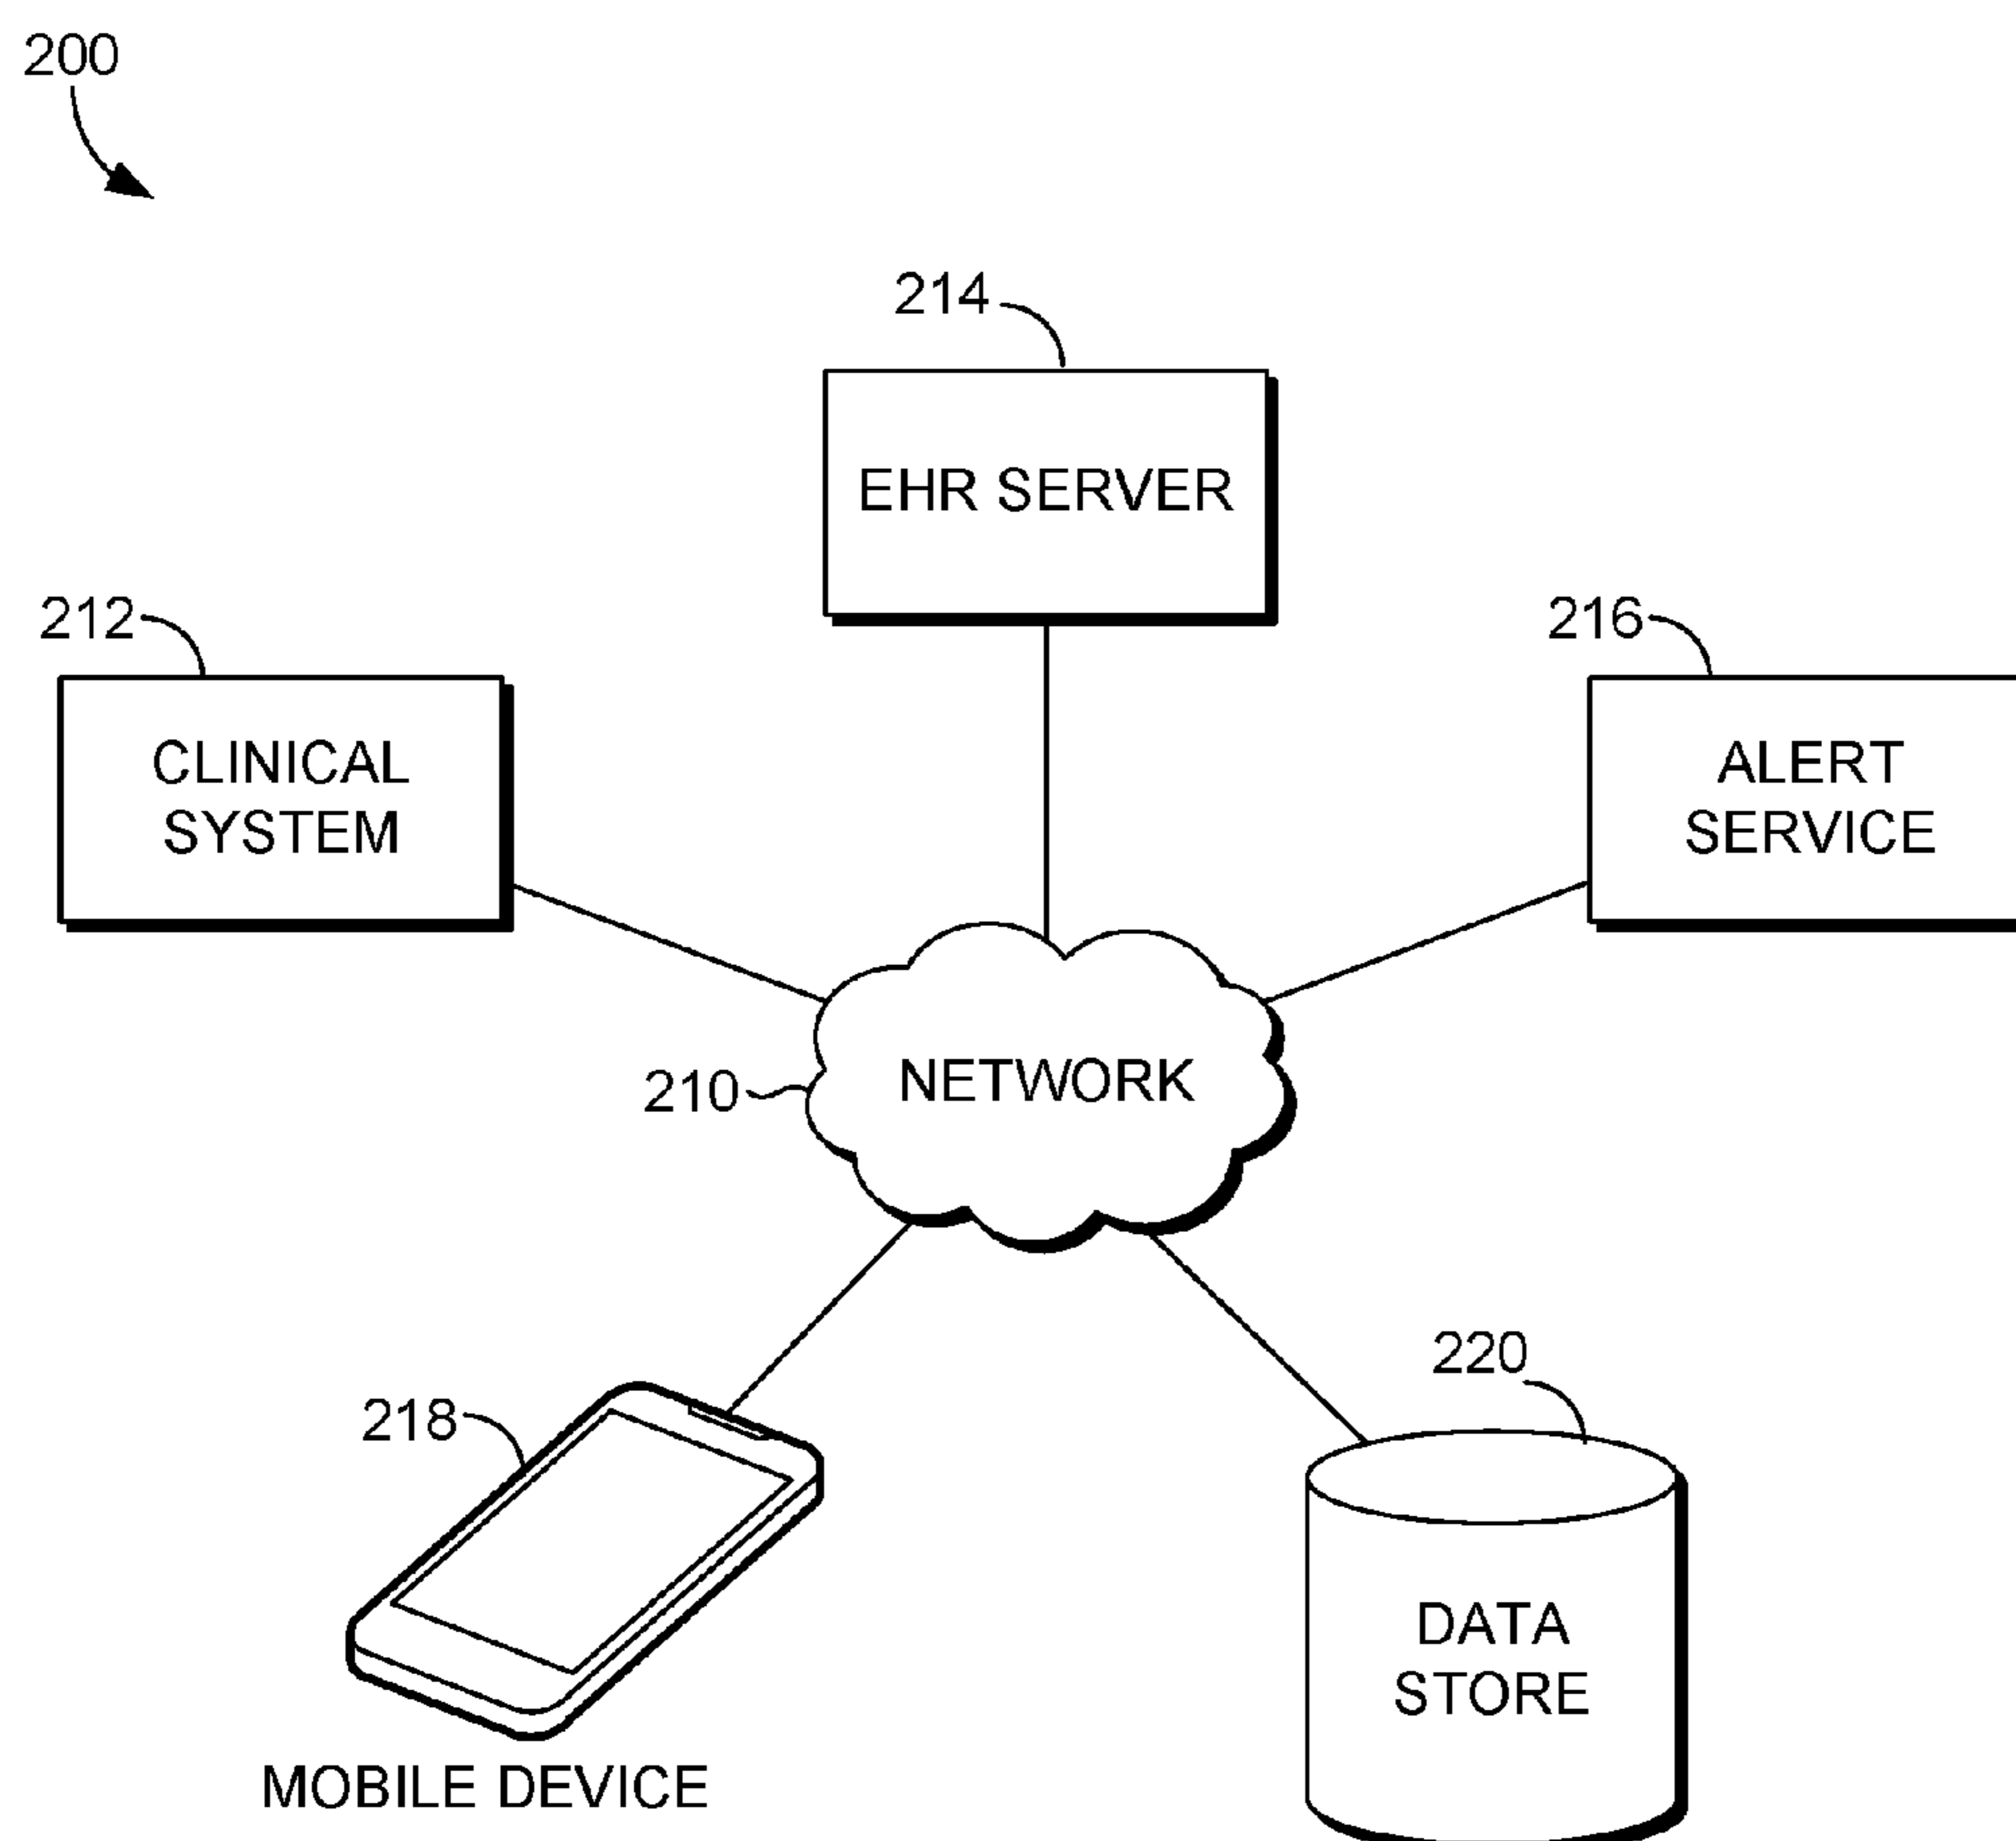 200
214
EHR SERVER
212
216
CLINICAL
SYSTEM
ALERT
SERVICE
210
NETWORK
218
220
DATA
STORE
MOBILE DEVICE